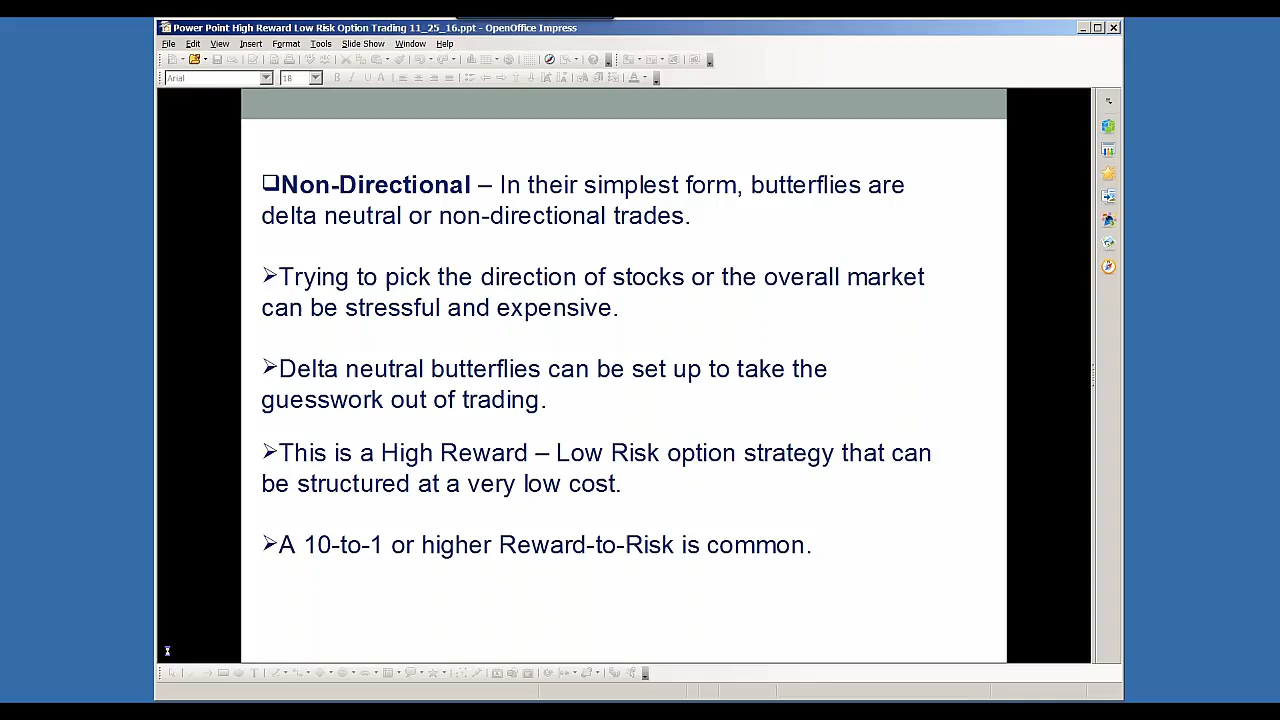 Power Point High Reward Low Risk Option Trading 11_25_16.ppt - OpenOffice Impress
File Edit View Insert Format Tools Slide Show Window Help
Arial 18
❑Non-Directional – In their simplest form, butterflies are
delta neutral or non-directional trades.
➢Trying to pick the direction of stocks or the overall market
can be stressful and expensive.
➢Delta neutral butterflies can be set up to take the
guesswork out of trading.
➢This is a High Reward – Low Risk option strategy that can
be structured at a very low cost.
➢A 10-to-1 or higher Reward-to-Risk is common.